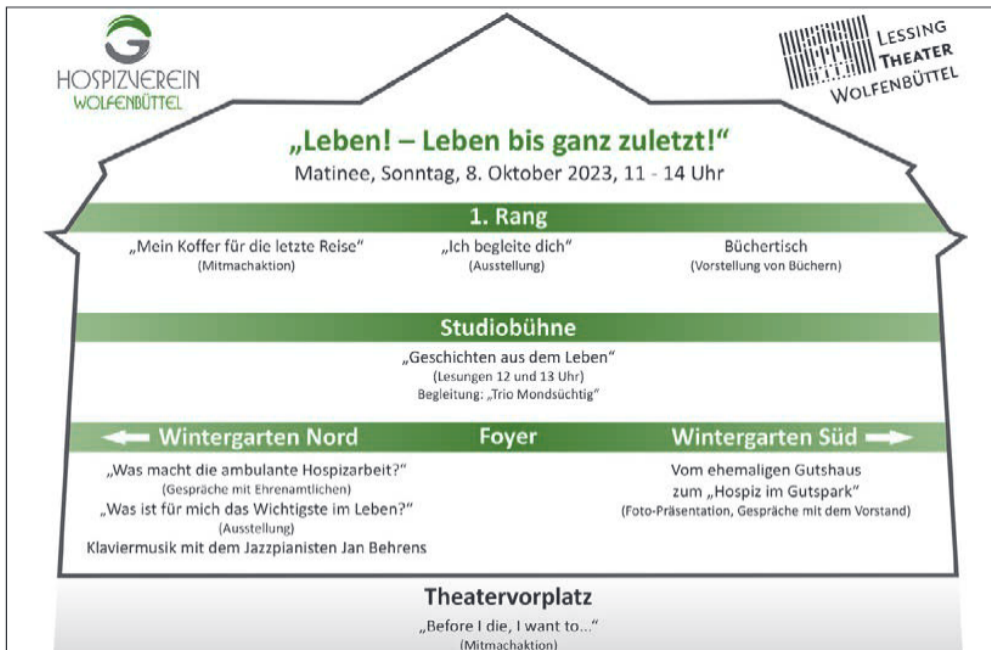 HOSPIZVEREIN
WOLFENBÜTTEL
LESSING
THEATER
WOLFENBÜTTEL
„Leben! – Leben bis ganz zuletzt!“
Matinee, Sonntag, 8. Oktober 2023, 11 - 14 Uhr
1. Rang
„Mein Koffer für die letzte Reise“
(Mitmachaktion)
„Ich begleite dich“
(Ausstellung)
Büchertisch
(Vorstellung von Büchern)
Studiobühne
„Geschichten aus dem Leben“
(Lesungen 12 und 13 Uhr)
Begleitung: „Trio Mondsüchtig“
Wintergarten Nord
„Was macht die ambulante Hospizarbeit?“
(Gespräche mit Ehrenamtlichen)
„Was ist für mich das Wichtigste im Leben?“
(Ausstellung)
Klaviermusik mit dem Jazzpianisten Jan Behrens
Foyer
Wintergarten Süd
Vom ehemaligen Gutshaus
zum „Hospiz im Gutspark“
(Foto-Präsentation, Gespräche mit dem Vorstand)
Theatervorplatz
„Before I die, I want to...“
(Mitmachaktion)